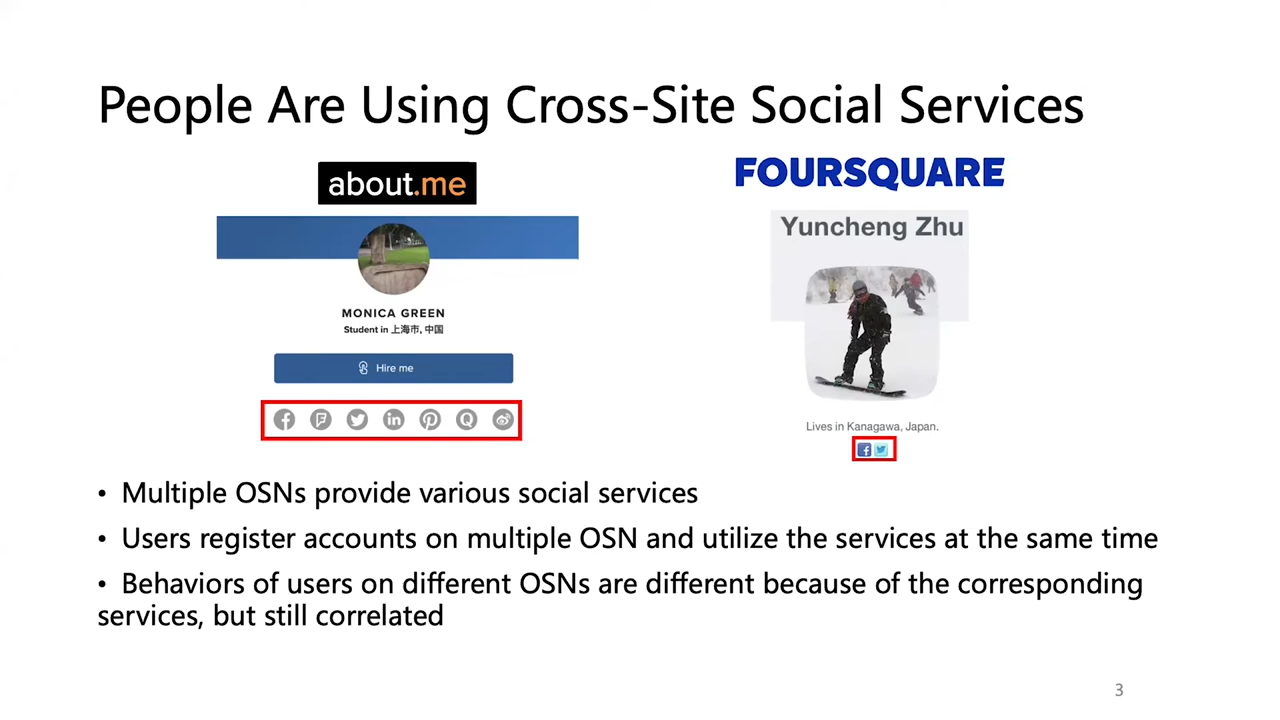 People Are Using Cross-Site Social Services
about.me
MONICA GREEN
Student in 上海市, 中国
Hire me
FOURSQUARE
Yuncheng Zhu
Lives in Kanagawa, Japan.
• Multiple OSNs provide various social services
• Users register accounts on multiple OSN and utilize the services at the same time
• Behaviors of users on different OSNs are different because of the corresponding
services, but still correlated
3